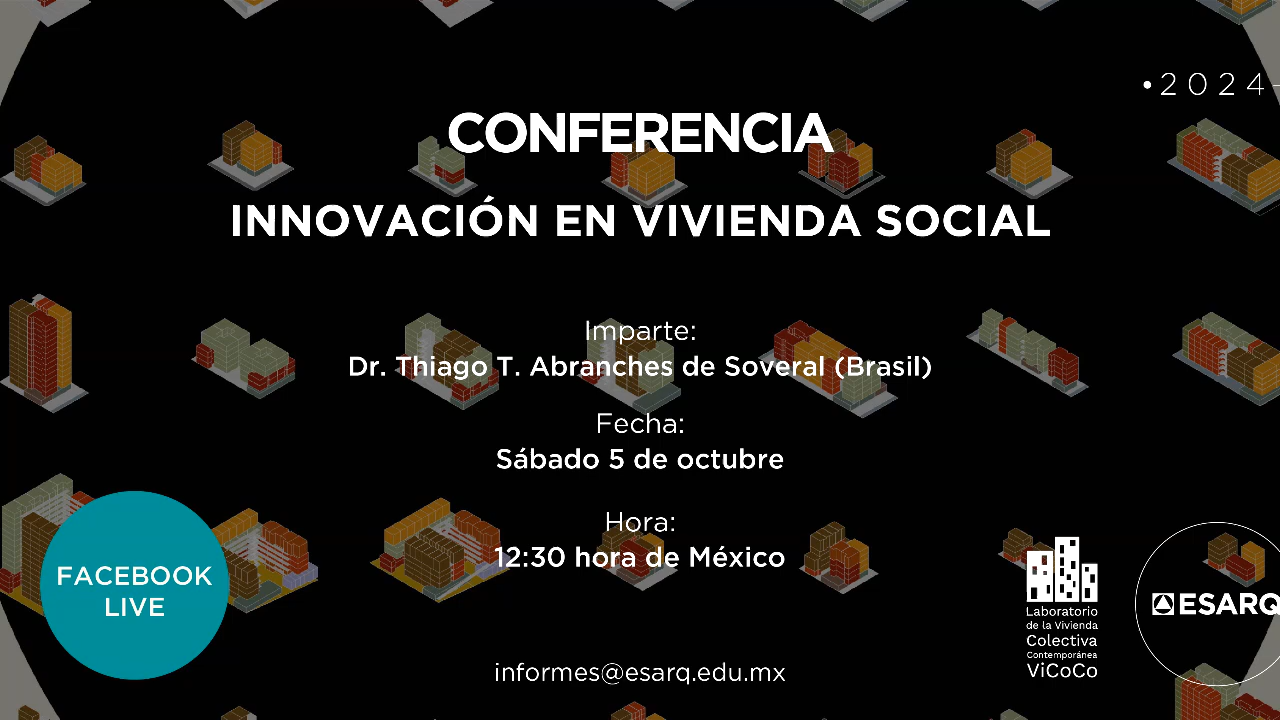 •2024-
CONFERENCIA
INNOVACIÓN EN VIVIENDA SOCIAL
Imparte:
Dr. Thiago T. Abranches de Soveral (Brasil)
Fecha:
Sábado 5 de octubre
Hora:
12:30 hora de México
FACEBOOK
LIVE
informes@esarq.edu.mx
Laboratorio
de la Vivienda
Colectiva
Contemporánea
ViCoCo
ESARQ